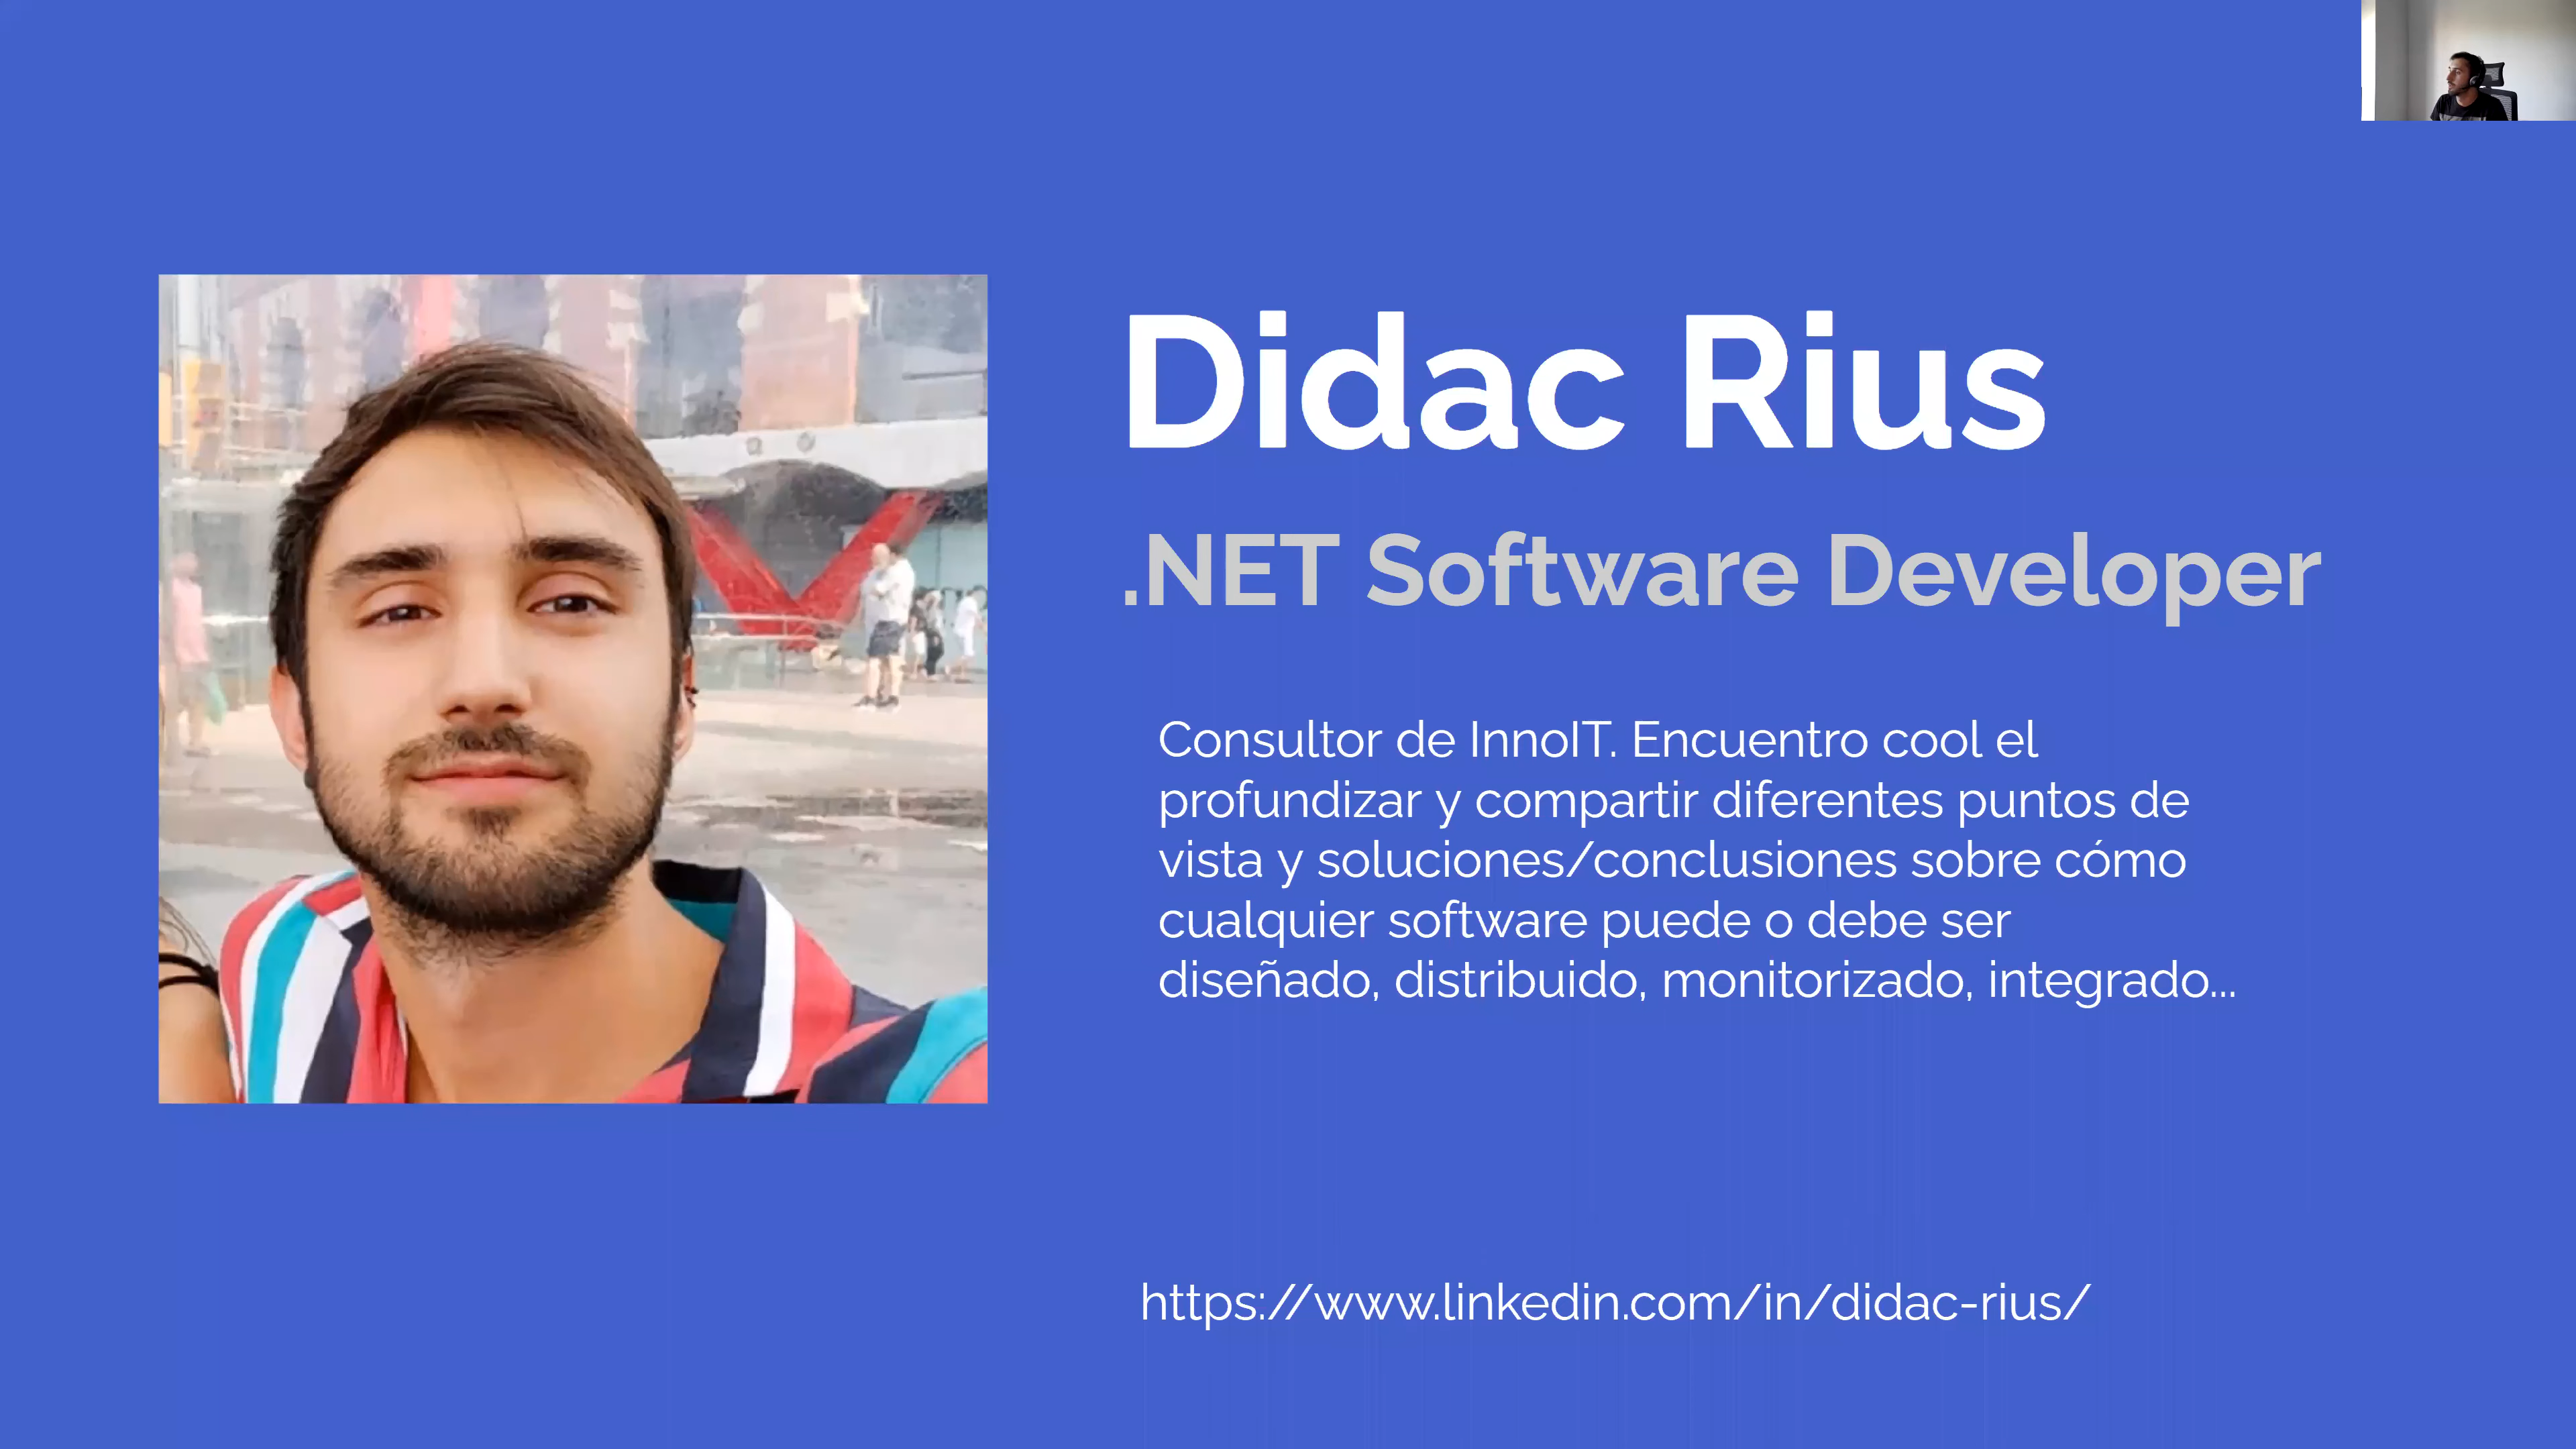 Didac Rius
.NET Software Developer
Consultor de InnoIT. Encuentro cool el
profundizar y compartir diferentes puntos de
vista y soluciones/conclusiones sobre cómo
cualquier software puede o debe ser
diseñado, distribuido, monitorizado, integrado...
https://www.linkedin.com/in/didac-rius/